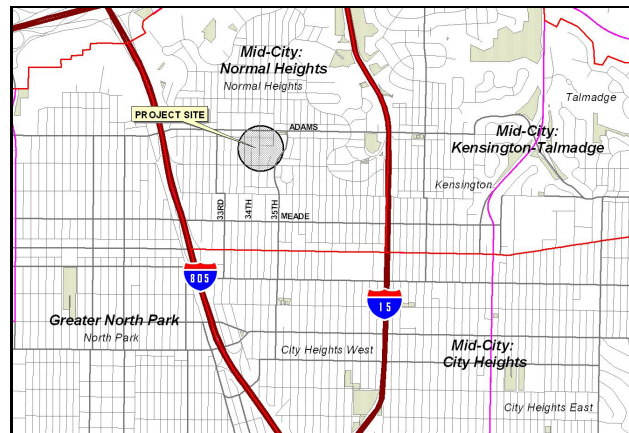 Mid-City:
Normal Heights
Normal Heights
Talmadge
PROJECT SITE
ADAMS
Mid-City:
Kensington-Talmadge
Kensington
33RD
34TH
35TH
MEADE
805
15
Greater North Park
North Park
City Heights West
Mid-City:
City Heights
City Heights East